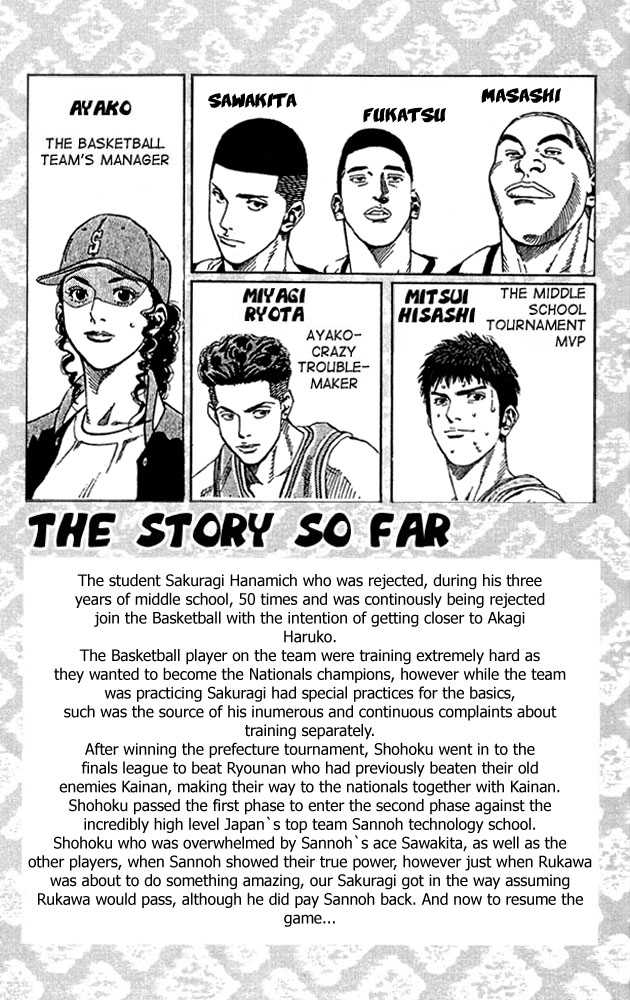 AYAKO
THE BASKETBALL
TEAM'S MANAGER
SAWAKITA
FUKATSU
MASASHI
MIYAGI
RYOTA
AYAKO-
CRAZY
TROUBLE-
MAKER
MITSUI
HISASHI
THE MIDDLE
SCHOOL
TOURNAMENT
MVP
S
THE STORY SO FAR
The student Sakuragi Hanamich who was rejected, during his three
years of middle school, 50 times and was continously being rejected
join the Basketball with the intention of getting closer to Akagi
Haruko.
The Basketball player on the team were training extremely hard as
they wanted to become the Nationals champions, however while the team
was practicing Sakuragi had special practices for the basics,
such was the source of his inumerous and continuous complaints about
training separately.
After winning the prefecture tournament, Shohoku went in to the
finals league to beat Ryounan who had previously beaten their old
enemies Kainan, making their way to the nationals together with Kainan.
Shohoku passed the first phase to enter the second phase against the
incredibly high level Japan`s top team Sannoh technology school.
Shohoku who was overwhelmed by Sannoh`s ace Sawakita, as well as the
other players, when Sannoh showed their true power, however just when Rukawa
was about to do something amazing, our Sakuragi got in the way assuming
Rukawa would pass, although he did pay Sannoh back. And now to resume the
game...